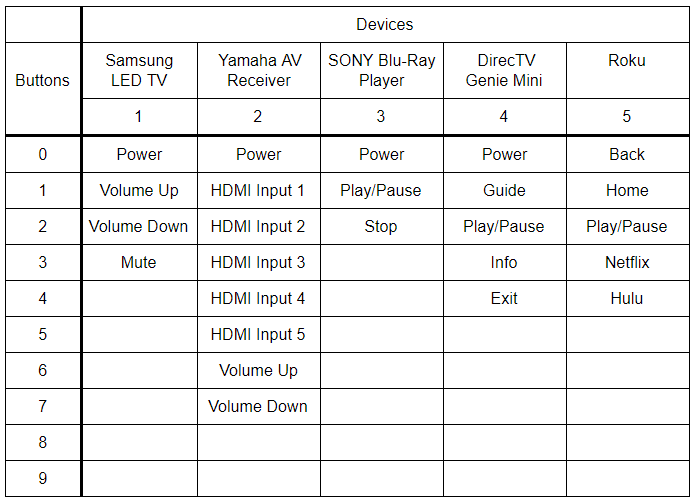 Devices
Buttons
Samsung LED TV
Yamaha AV Receiver
SONY Blu-Ray Player
DirecTV Genie Mini
Roku
1 2 3 4 5
0 Power Power Power Power Back
1 Volume Up HDMI Input 1 Play/Pause Guide Home
2 Volume Down HDMI Input 2 Stop Play/Pause Play/Pause
3 Mute HDMI Input 3 Info Netflix
4 HDMI Input 4 Exit Hulu
5 HDMI Input 5
6 Volume Up
7 Volume Down
8
9